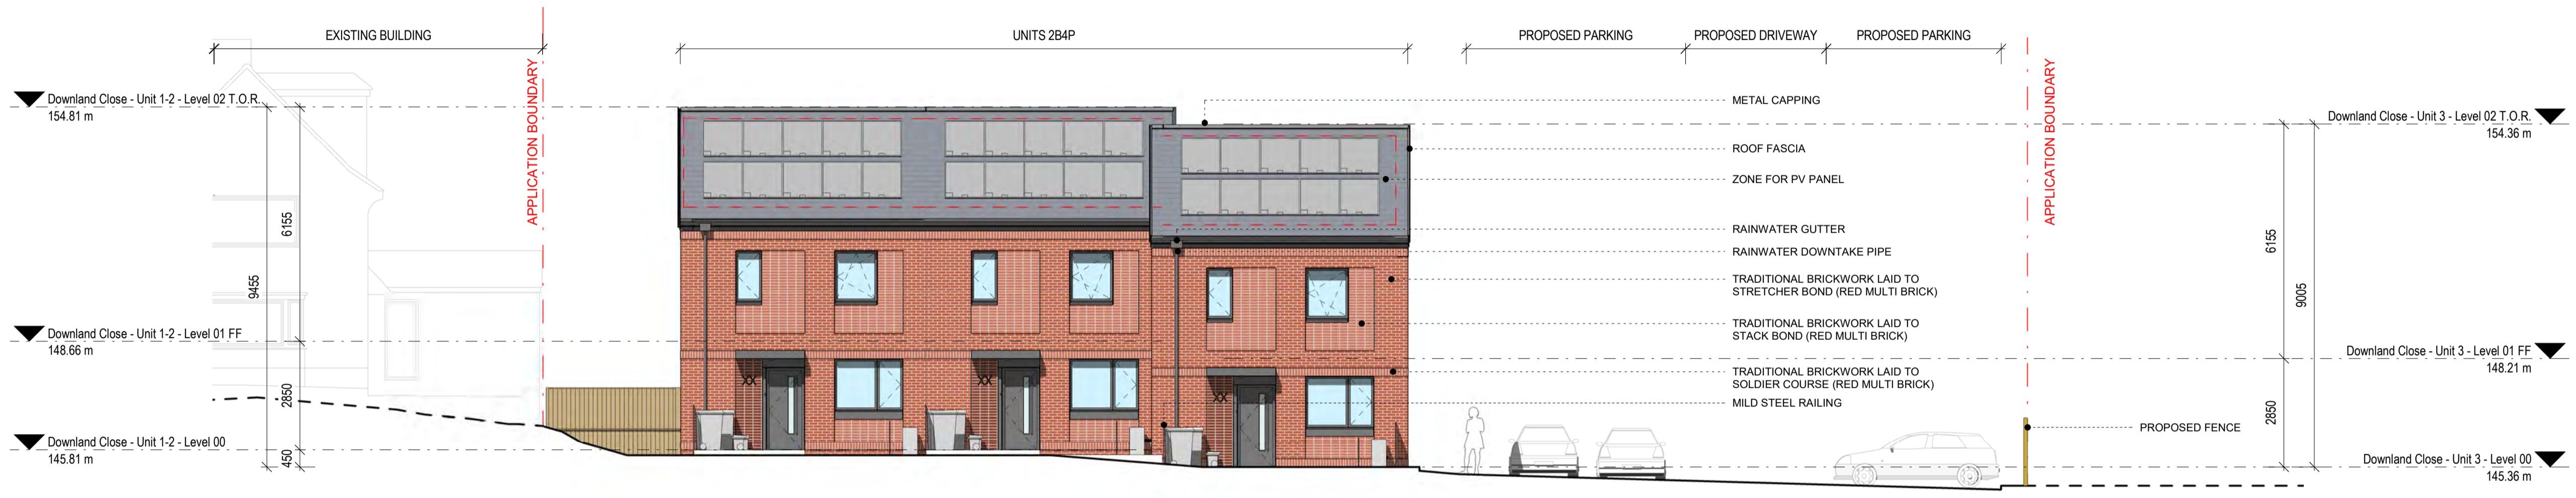 EXISTING BUILDING
UNITS 2B4P
PROPOSED PARKING
PROPOSED DRIVEWAY
PROPOSED PARKING
APPLICATION BOUNDARY
APPLICATION BOUNDARY
Downland Close - Unit 1-2 - Level 02 T.O.R.
154.81 m
6155
9455
Downland Close - Unit 1-2 - Level 01 FF
148.66 m
2850
Downland Close - Unit 1-2 - Level 00
145.81 m
450
XX
XX
XX
METAL CAPPING
ROOF FASCIA
ZONE FOR PV PANEL
RAINWATER GUTTER
RAINWATER DOWNTAKE PIPE
TRADITIONAL BRICKWORK LAID TO
STRETCHER BOND (RED MULTI BRICK)
TRADITIONAL BRICKWORK LAID TO
STACK BOND (RED MULTI BRICK)
TRADITIONAL BRICKWORK LAID TO
SOLDIER COURSE (RED MULTI BRICK)
MILD STEEL RAILING
PROPOSED FENCE
Downland Close - Unit 3 - Level 02 T.O.R.
154.36 m
6155
9005
Downland Close - Unit 3 - Level 01 FF
148.21 m
2850
Downland Close - Unit 3 - Level 00
145.36 m